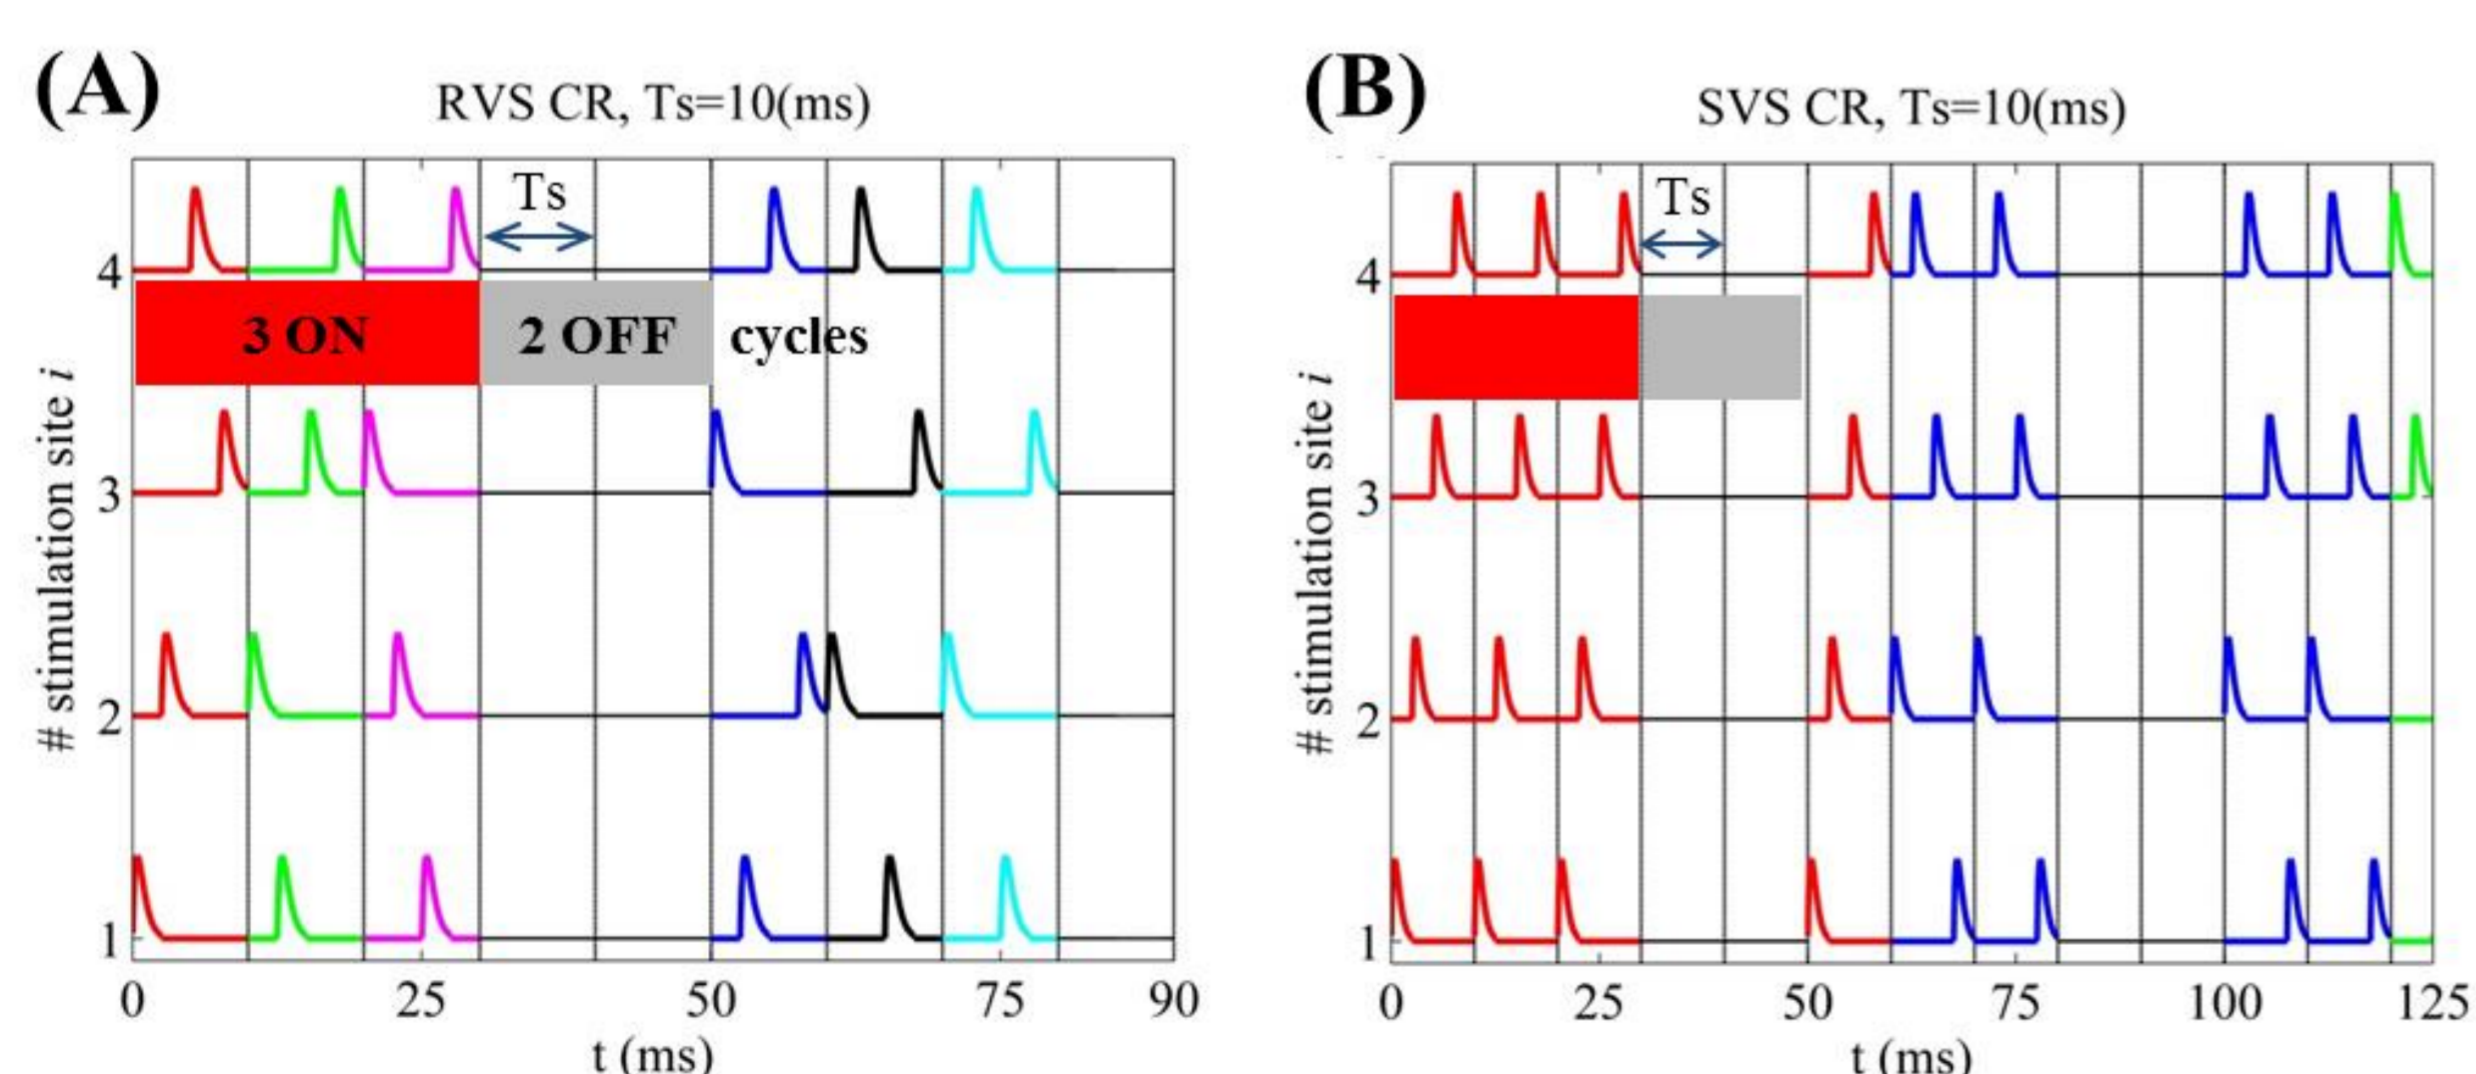 (A)
RVS CR, Ts=10(ms)
Ts
4
3 ON
2 OFF
cycles
# stimulation site i
3
2
1
0
25
50
75
90
t (ms)
(B)
SVS CR, Ts=10(ms)
Ts
4
# stimulation site i
3
2
1
0
25
50
75
100
125
t (ms)